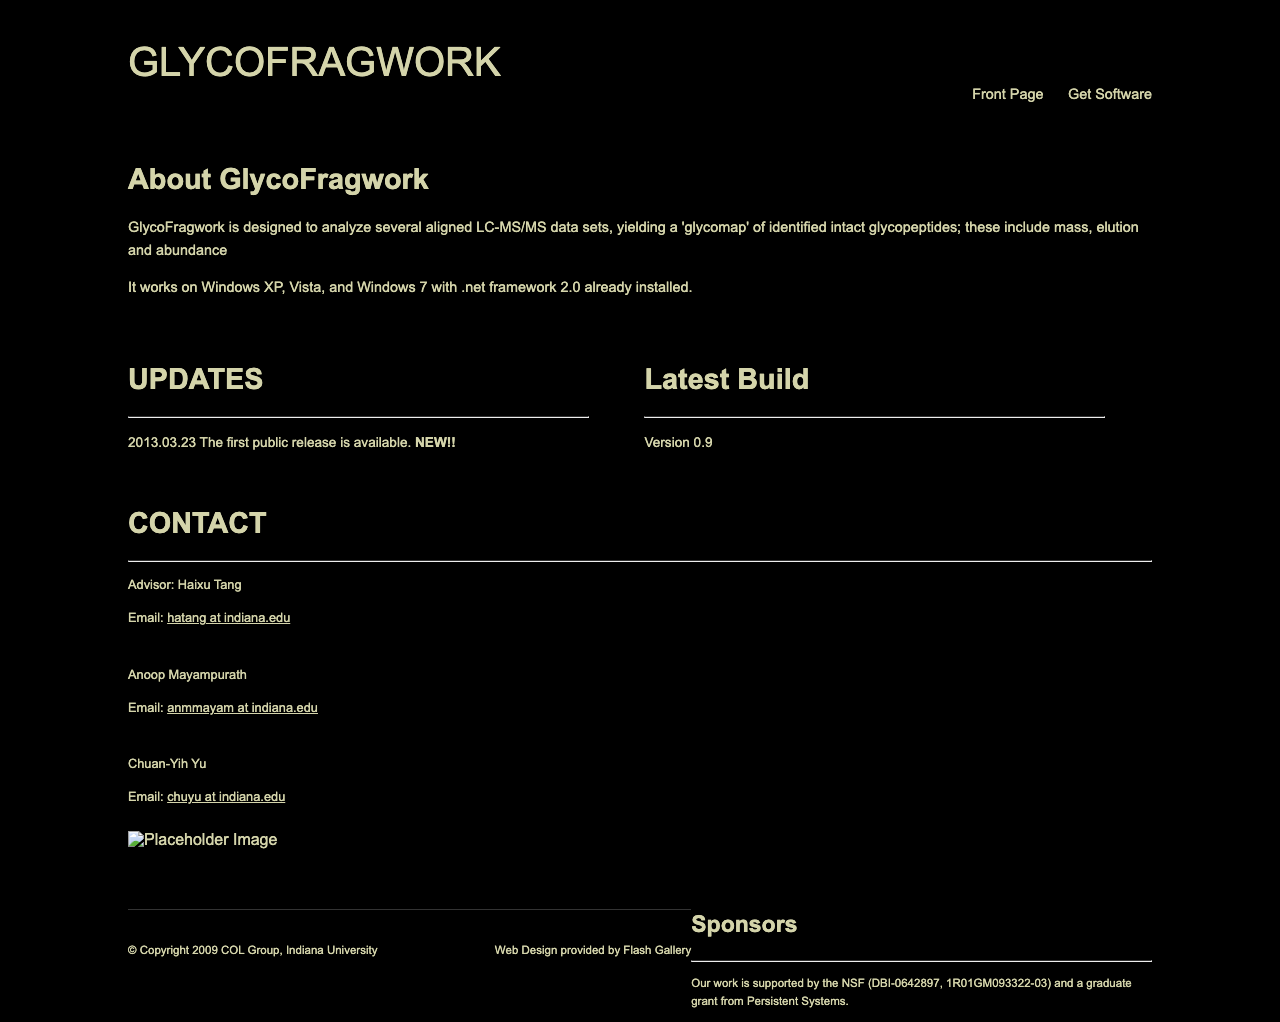 GLYCOFRAGWORK
Front Page Get Software
About GlycoFragwork
GlycoFragwork is designed to analyze several aligned LC-MS/MS data sets, yielding a 'glycomap' of identified intact glycopeptides; these include mass, elution
and abundance
It works on Windows XP, Vista, and Windows 7 with .net framework 2.0 already installed.
UPDATES
2013.03.23 The first public release is available. NEW!!
Latest Build
Version 0.9
CONTACT
Advisor: Haixu Tang
Email: hatang at indiana.edu
Anoop Mayampurath
Email: anmmayam at indiana.edu
Chuan-Yih Yu
Email: chuyu at indiana.edu
Placeholder Image
© Copyright 2009 COL Group, Indiana University
Web Design provided by Flash Gallery
Sponsors
Our work is supported by the NSF (DBI-0642897, 1R01GM093322-03) and a graduate
grant from Persistent Systems.